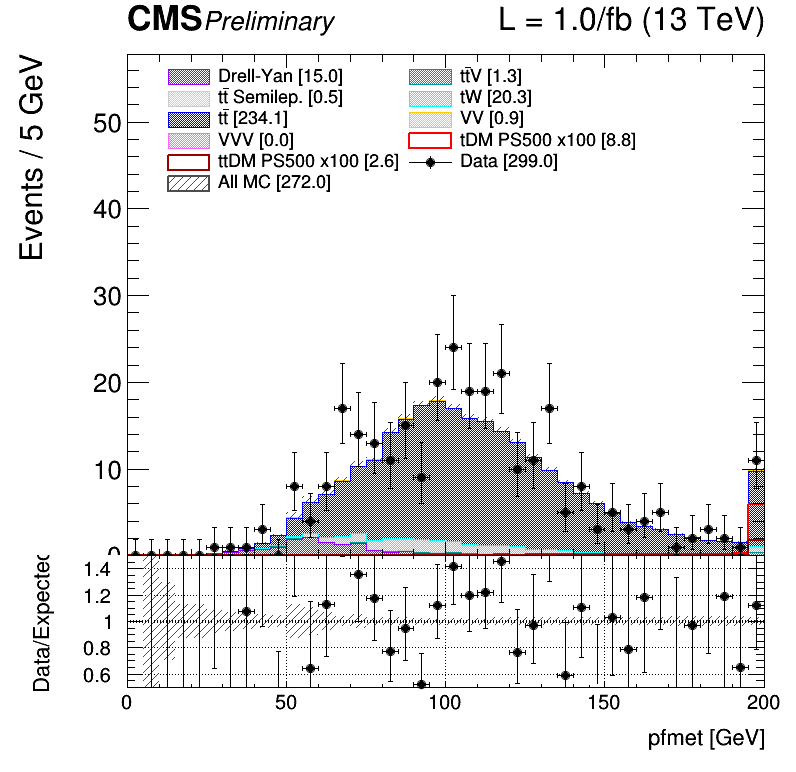 CMS Preliminary L = 1.0/fb (13 TeV)
Events / 5 GeV
Drell-Yan [15.0] tt̄V [1.3]
tt̄ Semilep. [0.5] tW [20.3]
tt̄ [234.1] VV [0.9]
VVV [0.0] tDM PS500 x100 [8.8]
ttDM PS500 x100 [2.6] Data [299.0]
All MC [272.0]
50
40
30
20
10
0
Data/Expected
1.4
1.2
1
0.8
0.6
0 50 100 150 200
pfmet [GeV]